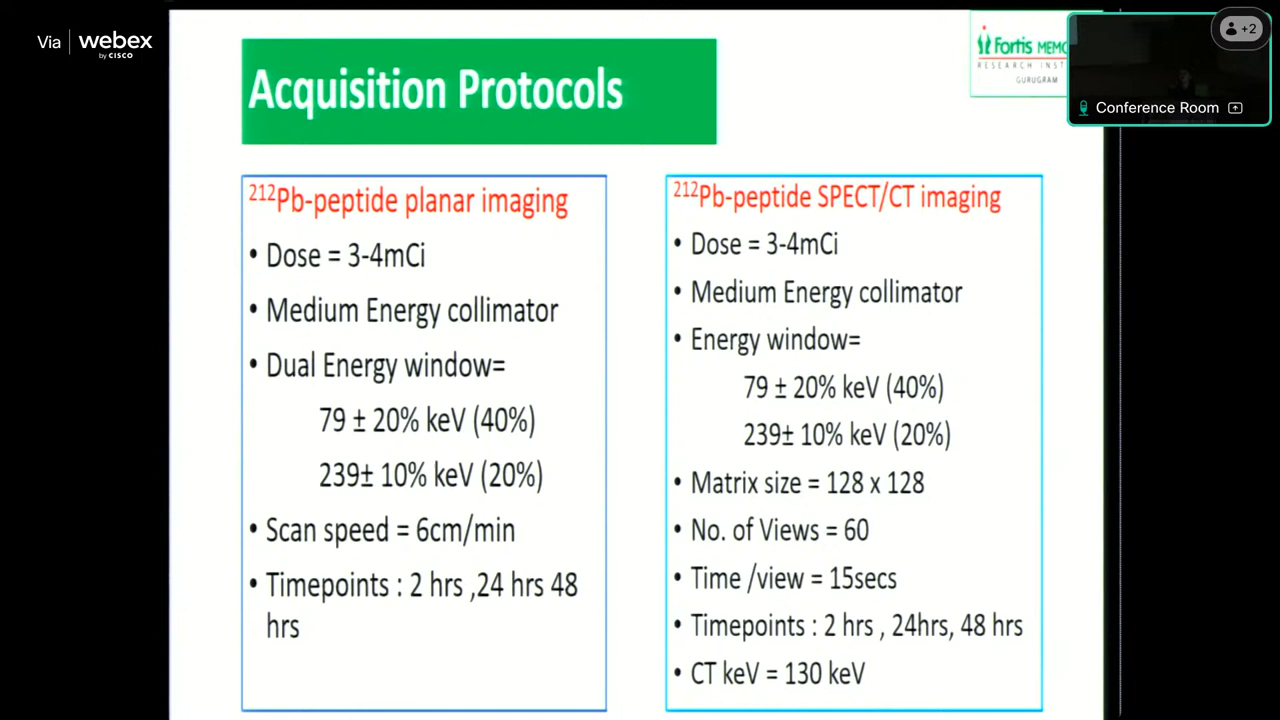 Via webex
by CISCO
+2
Fortis MEMO
RESEARCH INSTI
GURUGRAM
Conference Room
Acquisition Protocols
²¹²Pb-peptide planar imaging
• Dose = 3-4mCi
• Medium Energy collimator
• Dual Energy window=
79 ± 20% keV (40%)
239± 10% keV (20%)
• Scan speed = 6cm/min
• Timepoints : 2 hrs ,24 hrs 48
hrs
²¹²Pb-peptide SPECT/CT imaging
• Dose = 3-4mCi
• Medium Energy collimator
• Energy window=
79 ± 20% keV (40%)
239± 10% keV (20%)
• Matrix size = 128 x 128
• No. of Views = 60
• Time /view = 15secs
• Timepoints : 2 hrs , 24hrs, 48 hrs
• CT keV = 130 keV